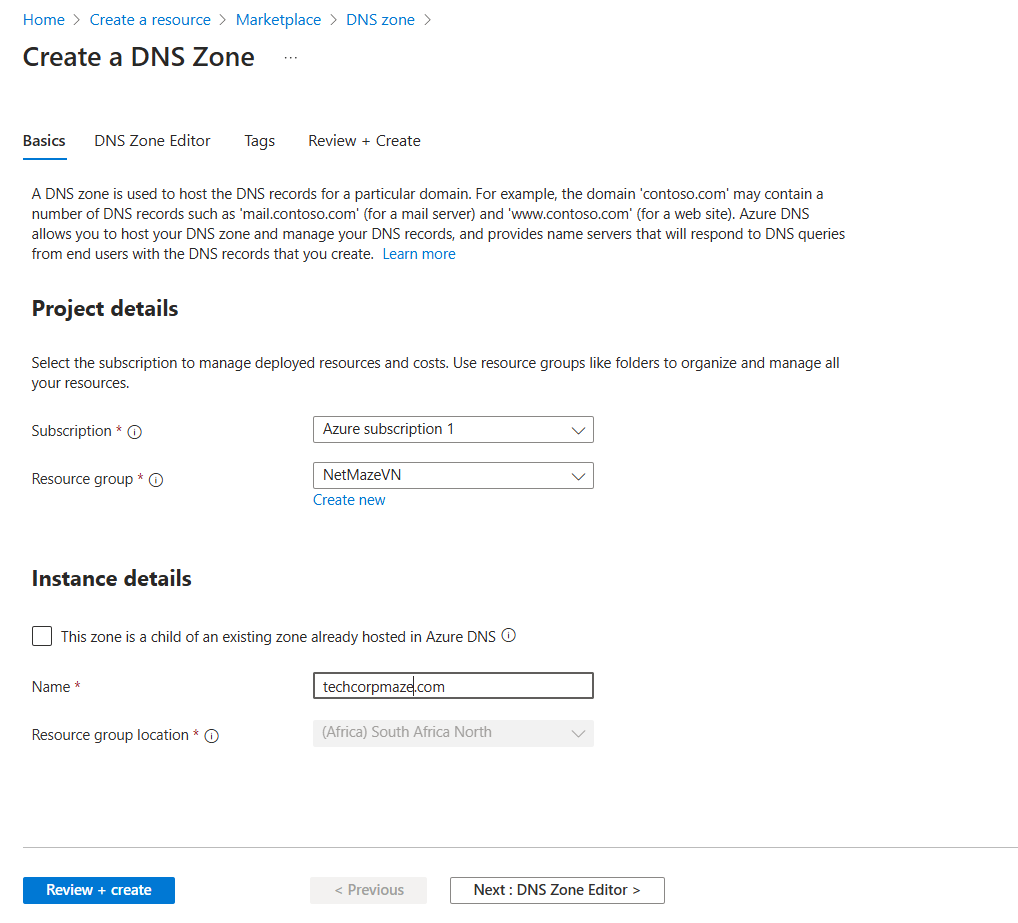 Home > Create a resource > Marketplace > DNS zone >
Create a DNS Zone ...
Basics DNS Zone Editor Tags Review + Create
A DNS zone is used to host the DNS records for a particular domain. For example, the domain 'contoso.com' may contain a
number of DNS records such as 'mail.contoso.com' (for a mail server) and 'www.contoso.com' (for a web site). Azure DNS
allows you to host your DNS zone and manage your DNS records, and provides name servers that will respond to DNS queries
from end users with the DNS records that you create. Learn more
Project details
Select the subscription to manage deployed resources and costs. Use resource groups like folders to organize and manage all
your resources.
Subscription * Azure subscription 1
Resource group * NetMazeVN
Create new
Instance details
This zone is a child of an existing zone already hosted in Azure DNS
Name * techcorpmaze.com
Resource group location * (Africa) South Africa North
Review + create < Previous Next : DNS Zone Editor >